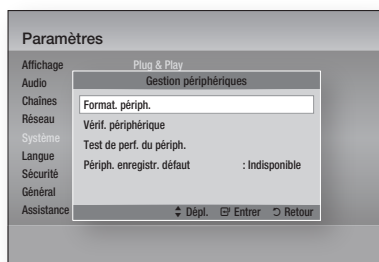 Paramètres
Affichage Plug & Play
Audio
Chaînes
Réseau
Système
Langue
Sécurité
Général
Assistance
Gestion périphériques
Format. périph.
Vérif. périphérique
Test de perf. du périph.
Périph. enregistr. défaut : Indisponible
Dépl. Entrer Retour